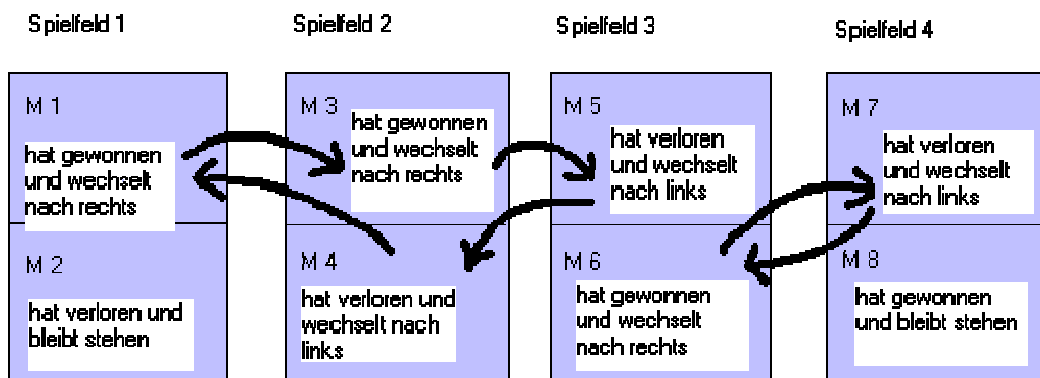 Spielfeld 1
Spielfeld 2
Spielfeld 3
Spielfeld 4
M 1
hat gewonnen
und wechselt
nach rechts
M 2
hat verloren und
bleibt stehen
M 3
hat gewonnen
und wechselt
nach rechts
M 4
hat verloren und
wechselt nach
links
M 5
hat verloren
und wechselt
nach links
M 6
hat gewonnen
und wechselt
nach rechts
M 7
hat verloren
und wechselt
nach links
M 8
hat gewonnen
und bleibt stehen